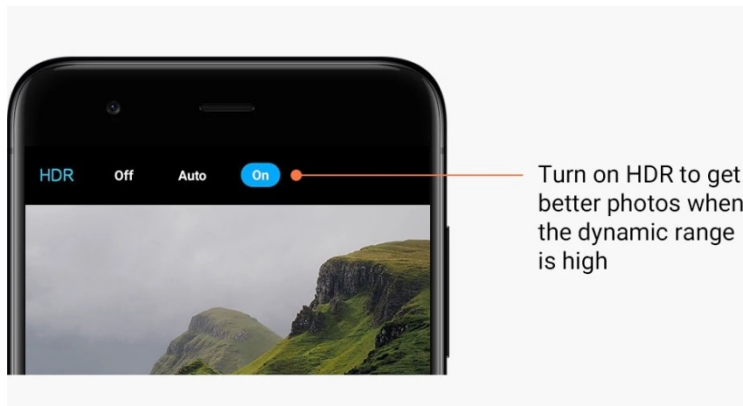 HDR Off Auto On
Turn on HDR to get
better photos when
the dynamic range
is high